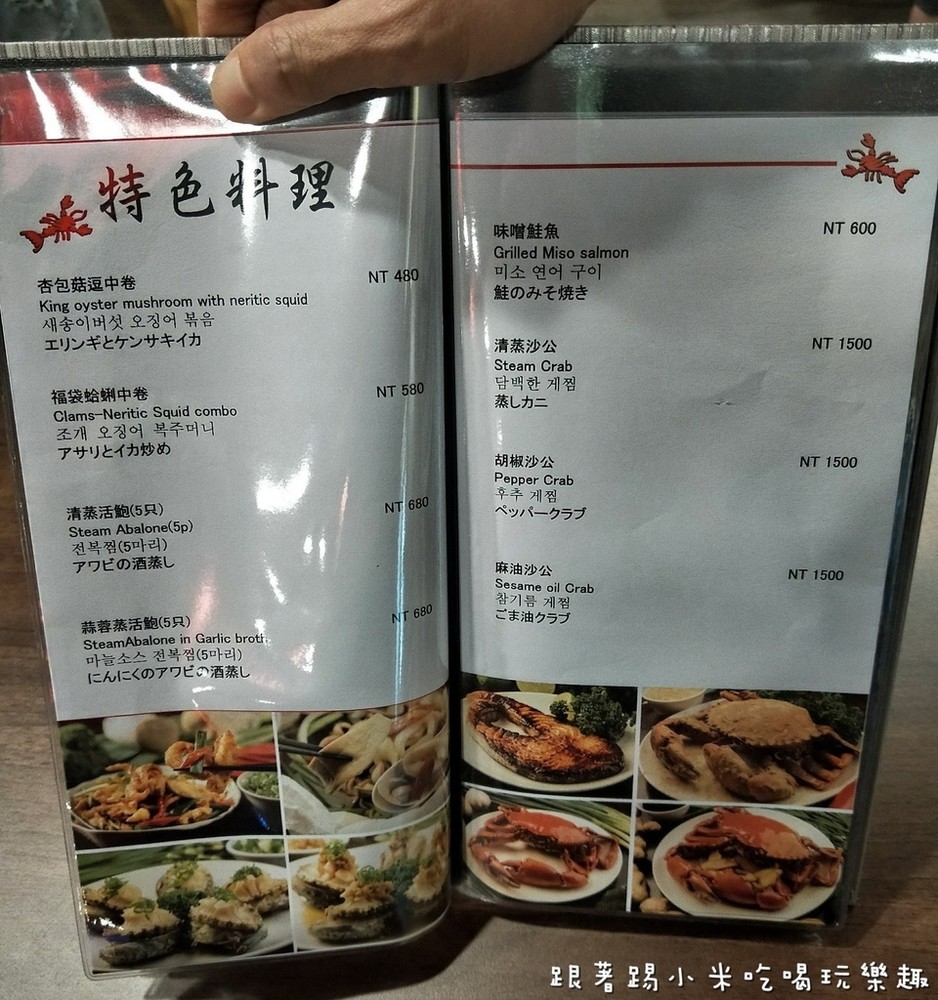 特色料理
杏包菇逗中卷 NT 480
King oyster mushroom with neritic squid
새송이버섯 오징어 볶음
エリンギとケンサキイカ
福袋蛤蜊中卷 NT 580
Clams-Neritic Squid combo
조개 오징어 복주머니
アサリとイカ炒め
清蒸活鮑(5只) NT 680
Steam Abalone(5p)
전복찜(5마리)
アワビの酒蒸し
蒜蓉蒸活鮑(5只) NT 680
SteamAbalone in Garlic broth
마늘소스 전복찜(5마리)
にんにくのアワビの酒蒸し
味噌鮭魚 NT 600
Grilled Miso salmon
미소 연어 구이
鮭のみそ焼き
清蒸沙公 NT 1500
Steam Crab
담백한 게찜
蒸しカニ
胡椒沙公 NT 1500
Pepper Crab
후추 게찜
ペッパークラブ
麻油沙公 NT 1500
Sesame oil Crab
참기름 게찜
ごま油クラブ
跟著踢小米吃喝玩樂趣